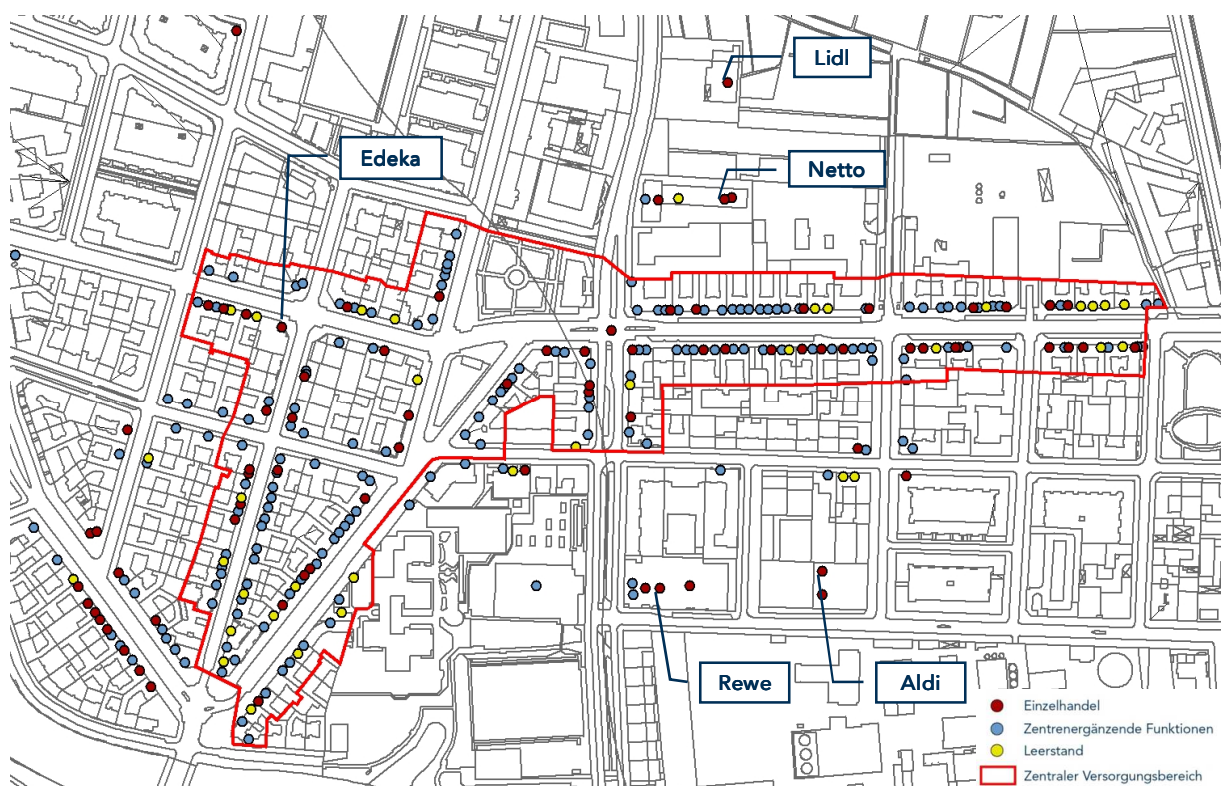 Lidl
Edeka
Netto
Rewe
Aldi
Einzelhandel
Zentrenergänzende Funktionen
Leerstand
Zentraler Versorgungsbereich